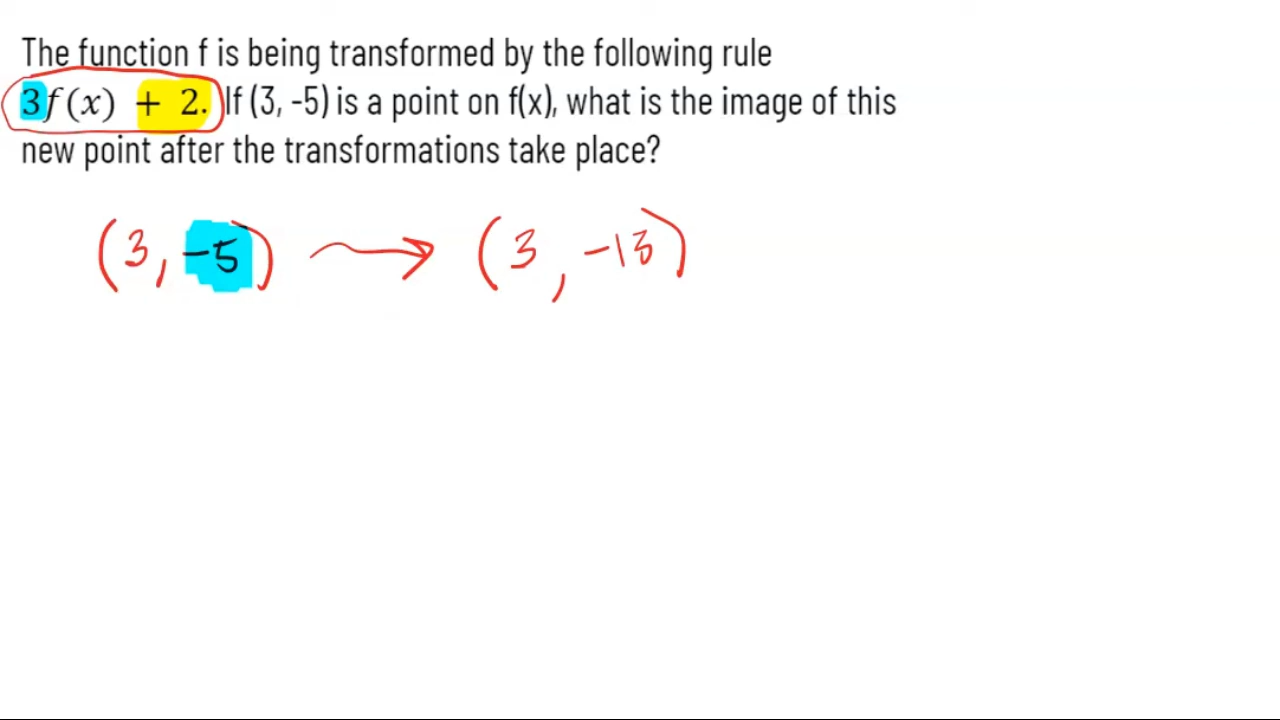 The function f is being transformed by the following rule
3f(x) + 2. If (3, -5) is a point on f(x), what is the image of this
new point after the transformations take place?
(3, -5) → (3, -13)